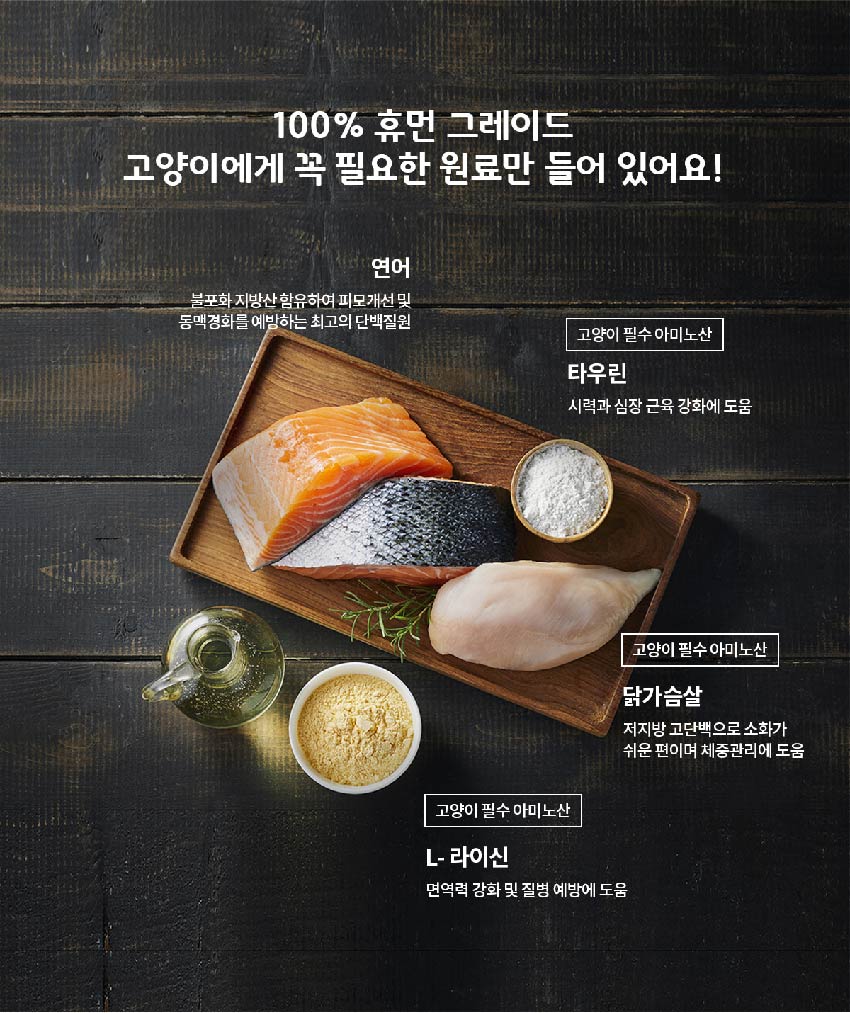 100% 휴먼 그레이드
고양이에게 꼭 필요한 원료만 들어 있어요!
연어
불포화 지방산 함유하여 피모개선 및
동맥경화를 예방하는 최고의 단백질원
고양이 필수 아미노산
타우린
시력과 심장 근육 강화에 도움
고양이 필수 아미노산
닭가슴살
저지방 고단백으로 소화가
쉬운 편이며 체중관리에 도움
고양이 필수 아미노산
L- 라이신
면역력 강화 및 질병 예방에 도움